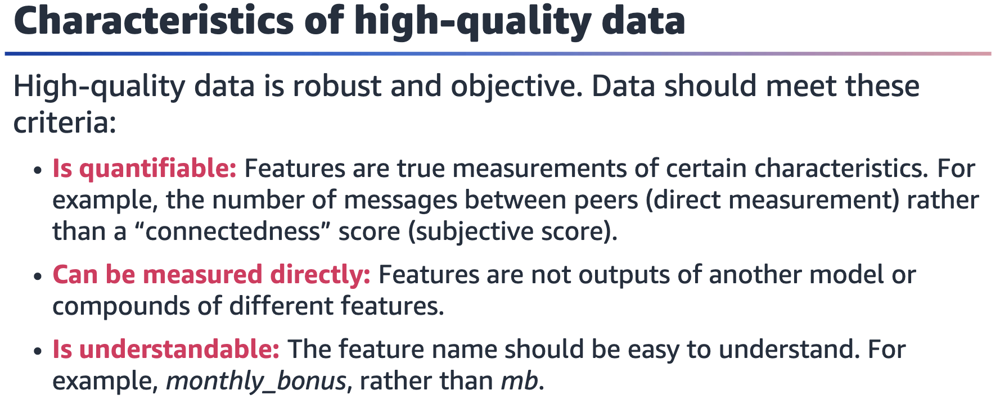 Characteristics of high-quality data
High-quality data is robust and objective. Data should meet these
criteria:
• Is quantifiable: Features are true measurements of certain characteristics. For
example, the number of messages between peers (direct measurement) rather
than a “connectedness” score (subjective score).
• Can be measured directly: Features are not outputs of another model or
compounds of different features.
• Is understandable: The feature name should be easy to understand. For
example, monthly_bonus, rather than mb.